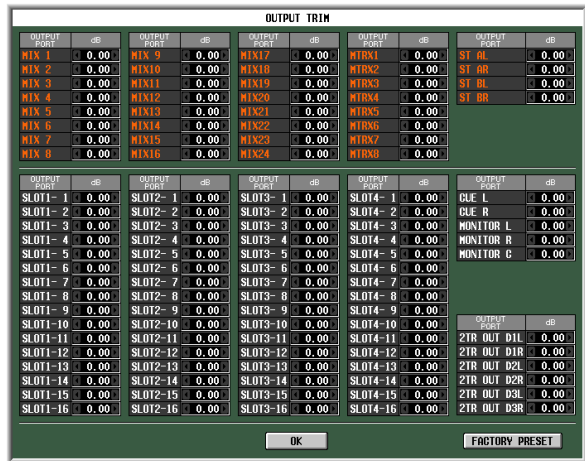 OUTPUT TRIM
OUTPUT PORT dB OUTPUT PORT dB OUTPUT PORT dB OUTPUT PORT dB OUTPUT PORT dB
MIX 1 0.00 MIX 9 0.00 MIX17 0.00 MTRX1 0.00 ST AL 0.00
MIX 2 0.00 MIX10 0.00 MIX18 0.00 MTRX2 0.00 ST AR 0.00
MIX 3 0.00 MIX11 0.00 MIX19 0.00 MTRX3 0.00 ST BL 0.00
MIX 4 0.00 MIX12 0.00 MIX20 0.00 MTRX4 0.00 ST BR 0.00
MIX 5 0.00 MIX13 0.00 MIX21 0.00 MTRX5 0.00
MIX 6 0.00 MIX14 0.00 MIX22 0.00 MTRX6 0.00
MIX 7 0.00 MIX15 0.00 MIX23 0.00 MTRX7 0.00
MIX 8 0.00 MIX16 0.00 MIX24 0.00 MTRX8 0.00
OUTPUT PORT dB OUTPUT PORT dB OUTPUT PORT dB OUTPUT PORT dB OUTPUT PORT dB
SLOT1- 1 0.00 SLOT2- 1 0.00 SLOT3- 1 0.00 SLOT4- 1 0.00 CUE L 0.00
SLOT1- 2 0.00 SLOT2- 2 0.00 SLOT3- 2 0.00 SLOT4- 2 0.00 CUE R 0.00
SLOT1- 3 0.00 SLOT2- 3 0.00 SLOT3- 3 0.00 SLOT4- 3 0.00 MONITOR L 0.00
SLOT1- 4 0.00 SLOT2- 4 0.00 SLOT3- 4 0.00 SLOT4- 4 0.00 MONITOR R 0.00
SLOT1- 5 0.00 SLOT2- 5 0.00 SLOT3- 5 0.00 SLOT4- 5 0.00 MONITOR C 0.00
SLOT1- 6 0.00 SLOT2- 6 0.00 SLOT3- 6 0.00 SLOT4- 6 0.00
SLOT1- 7 0.00 SLOT2- 7 0.00 SLOT3- 7 0.00 SLOT4- 7 0.00
SLOT1- 8 0.00 SLOT2- 8 0.00 SLOT3- 8 0.00 SLOT4- 8 0.00
SLOT1- 9 0.00 SLOT2- 9 0.00 SLOT3- 9 0.00 SLOT4- 9 0.00
SLOT1-10 0.00 SLOT2-10 0.00 SLOT3-10 0.00 SLOT4-10 0.00 OUTPUT PORT dB
SLOT1-11 0.00 SLOT2-11 0.00 SLOT3-11 0.00 SLOT4-11 0.00 2TR OUT D1L 0.00
SLOT1-12 0.00 SLOT2-12 0.00 SLOT3-12 0.00 SLOT4-12 0.00 2TR OUT D1R 0.00
SLOT1-13 0.00 SLOT2-13 0.00 SLOT3-13 0.00 SLOT4-13 0.00 2TR OUT D2L 0.00
SLOT1-14 0.00 SLOT2-14 0.00 SLOT3-14 0.00 SLOT4-14 0.00 2TR OUT D2R 0.00
SLOT1-15 0.00 SLOT2-15 0.00 SLOT3-15 0.00 SLOT4-15 0.00 2TR OUT D3L 0.00
SLOT1-16 0.00 SLOT2-16 0.00 SLOT3-16 0.00 SLOT4-16 0.00 2TR OUT D3R 0.00
OK FACTORY PRESET